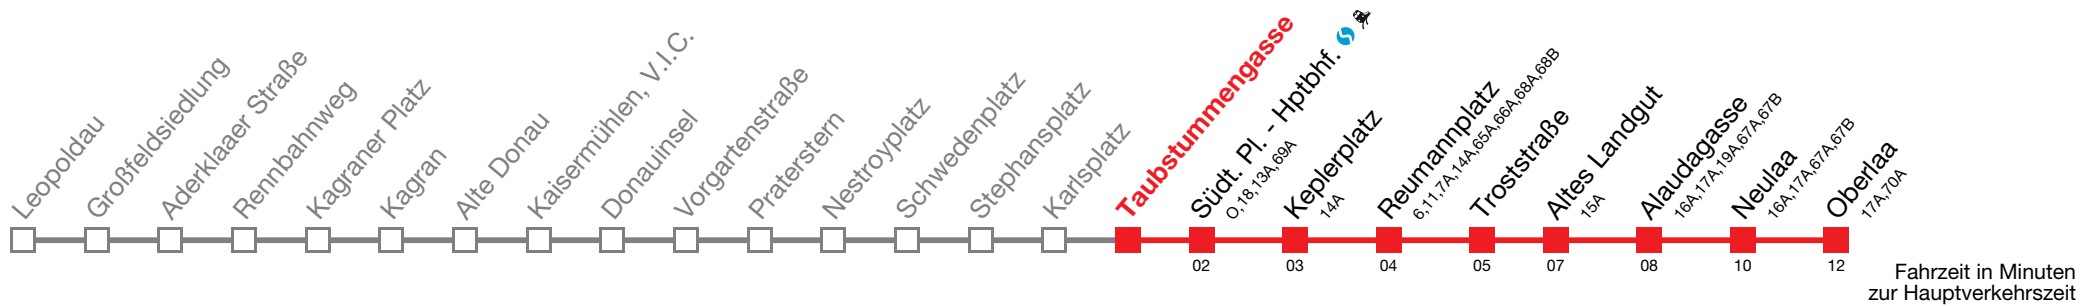 Leopoldau
Großfeldsiedlung
Aderklaaer Straße
Rennbahnweg
Kagraner Platz
Kagran
Alte Donau
Kaisermühlen, V.I.C.
Donauinsel
Vorgartenstraße
Praterstern
Nestroyplatz
Schwedenplatz
Stephansplatz
Karlsplatz
Taubstummengasse
Südt. Pl. - Hptbhf.
O,18,13A,69A
Keplerplatz
14A
Reumannplatz
6,11,7A,14A,65A,66A,68A,68B
Troststraße
Altes Landgut
15A
Alaudagasse
16A,17A,19A,67A,67B
Neulaa
16A,17A,67A,67B
Oberlaa
17A,70A
02 03 04 05 07 08 10 12
Fahrzeit in Minuten
zur Hauptverkehrszeit